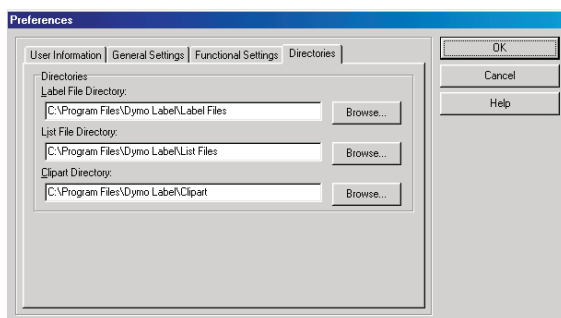 Preferences
User Information General Settings Functional Settings Directories
OK
Cancel
Help
Directories
Label File Directory:
C:\Program Files\Dymo Label\Label Files
Browse...
List File Directory:
C:\Program Files\Dymo Label\List Files
Browse...
Clipart Directory:
C:\Program Files\Dymo Label\Clipart
Browse...